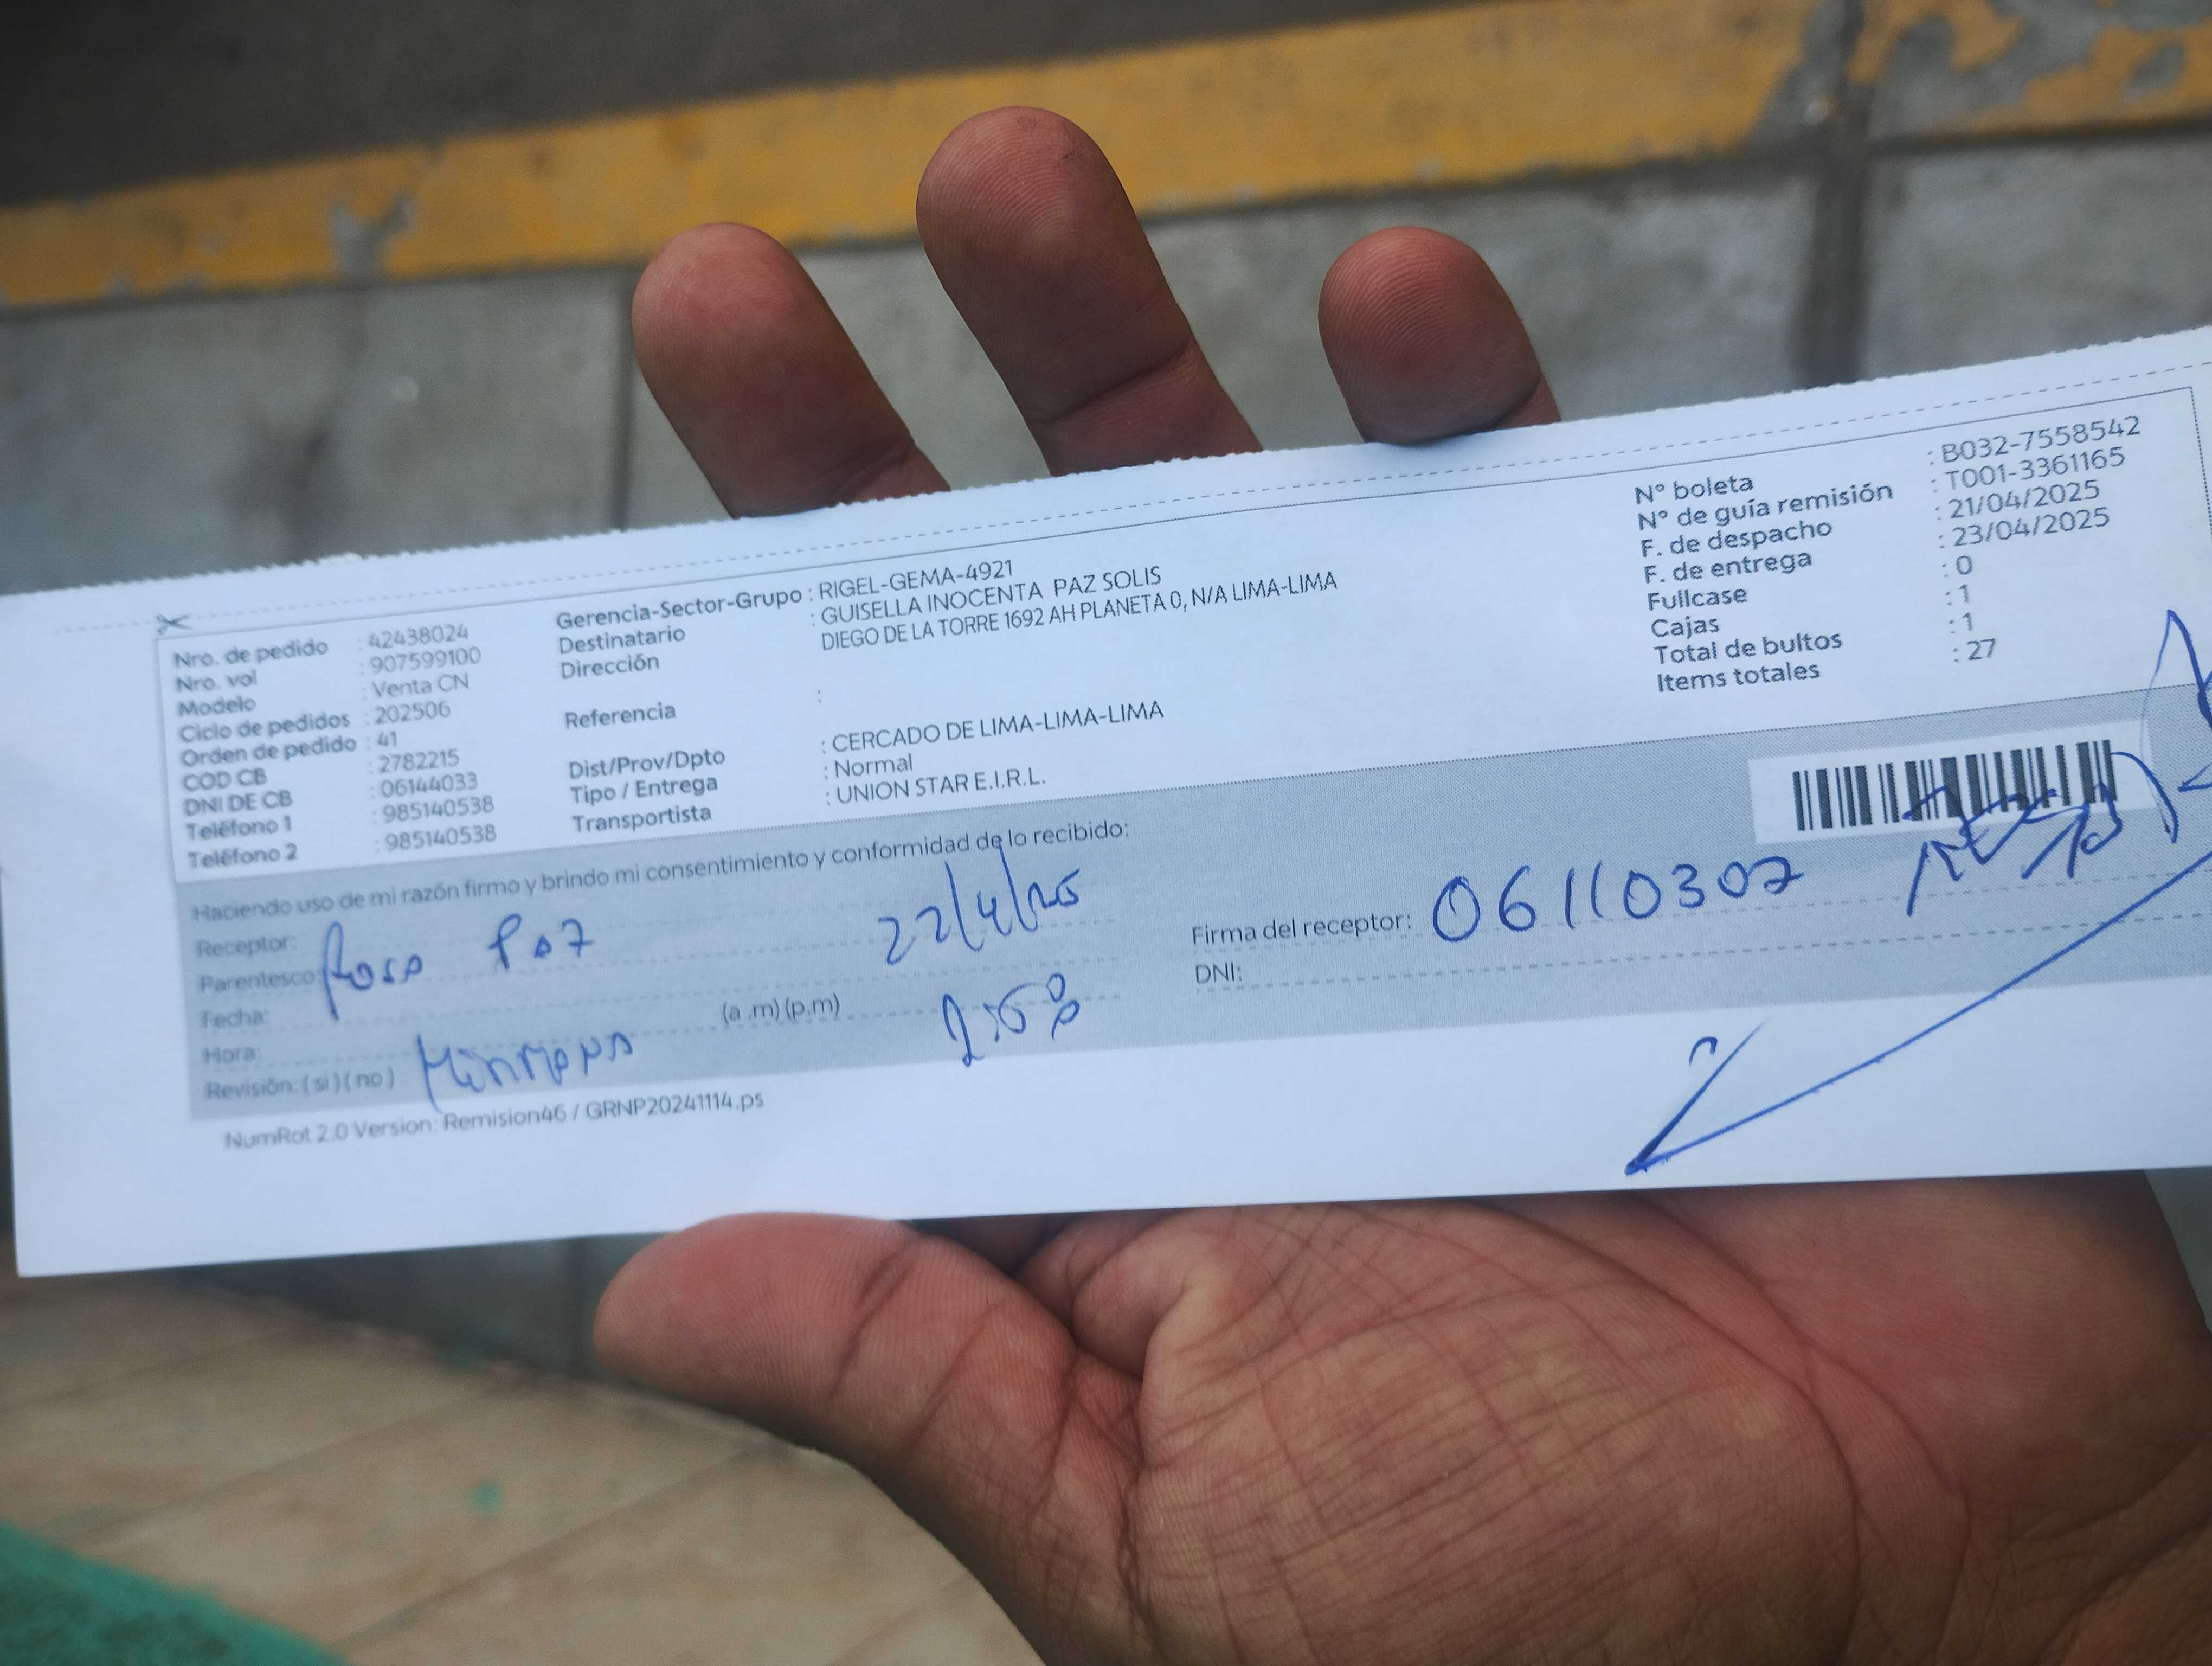 Nro. de pedido : 42438024
Nro. vol : 907599100
Modelo : Venta CN
Ciclo de pedidos : 202506
Orden de pedido : 41
COD CB : 2782215
DNI DE CB : 06144033
Teléfono 1 : 985140538
Teléfono 2 : 985140538
Gerencia-Sector-Grupo : RIGEL-GEMA-4921
Destinatario : GUISELLA INOCENTA PAZ SOLIS
Dirección DIEGO DE LA TORRE 1692 AH PLANETA 0, N/A LIMA-LIMA
Referencia :
Dist/Prov/Dpto : CERCADO DE LIMA-LIMA-LIMA
Tipo / Entrega : Normal
Transportista : UNION STAR E.I.R.L.
N° boleta : B032-7558542
N° de guía remisión : T001-3361165
F. de despacho : 21/04/2025
F. de entrega : 23/04/2025
Fullcase : 0
Cajas : 1
Total de bultos : 1
Items totales : 27
Haciendo uso de mi razón firmo y brindo mi consentimiento y conformidad de lo recibido:
Receptor:
Parentesco: Rosa Paz 22/4/25
Fecha:
Hora: (a .m) (p.m)
Revisión: ( si ) ( no ) Hermana
Firma del receptor: 06110307
DNI:
NumRot 2.0 Version: Remision46 / GRNP20241114.ps